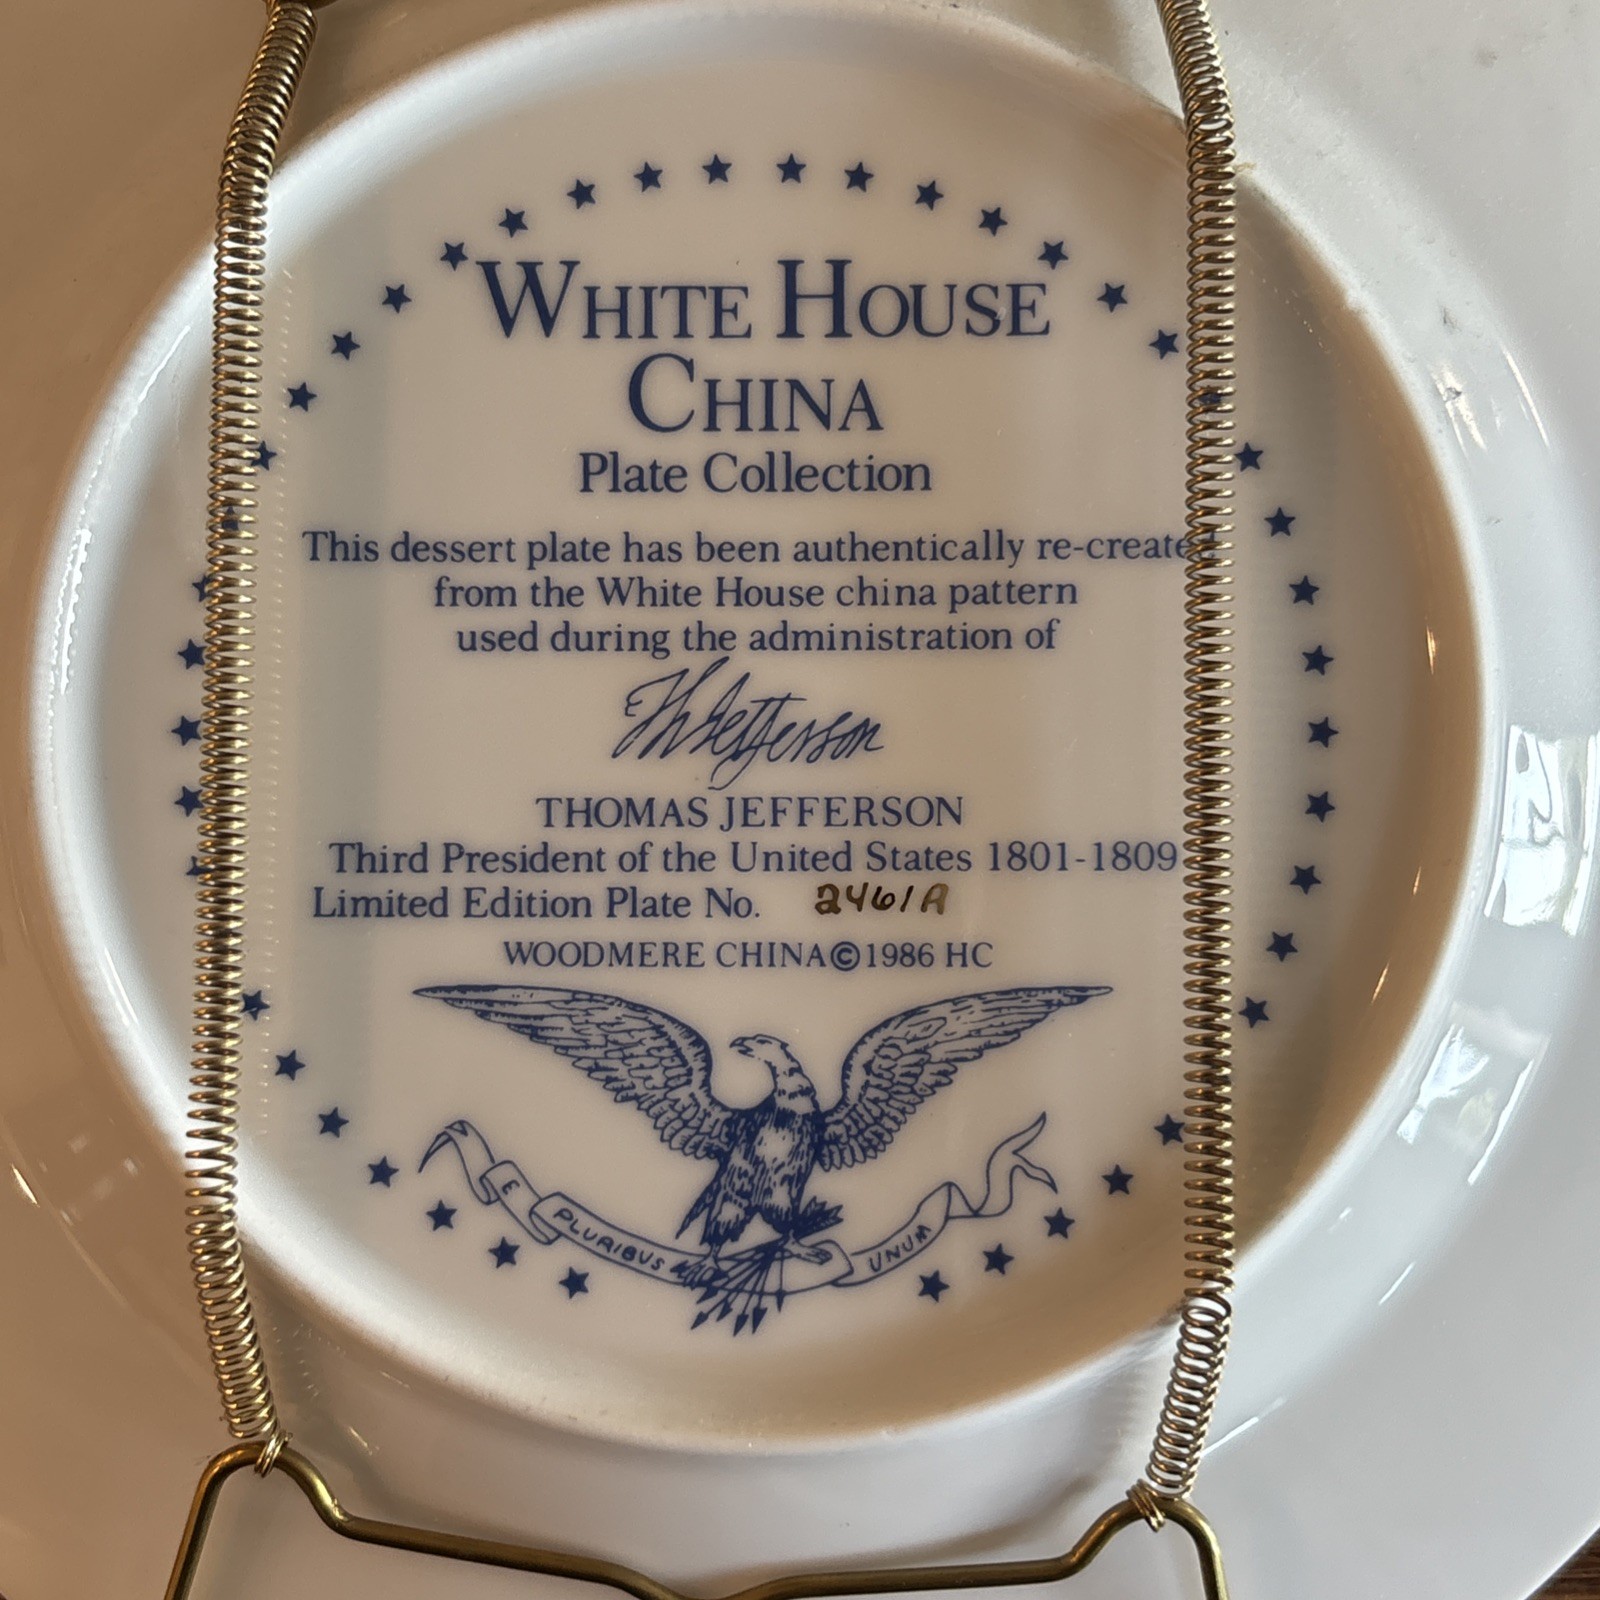 WHITE HOUSE
CHINA
Plate Collection
This dessert plate has been authentically re-created
from the White House china pattern
used during the administration of
Th Jefferson
THOMAS JEFFERSON
Third President of the United States 1801-1809
Limited Edition Plate No. 2461A
WOODMERE CHINA©1986 HC
E PLURIBUS UNUM